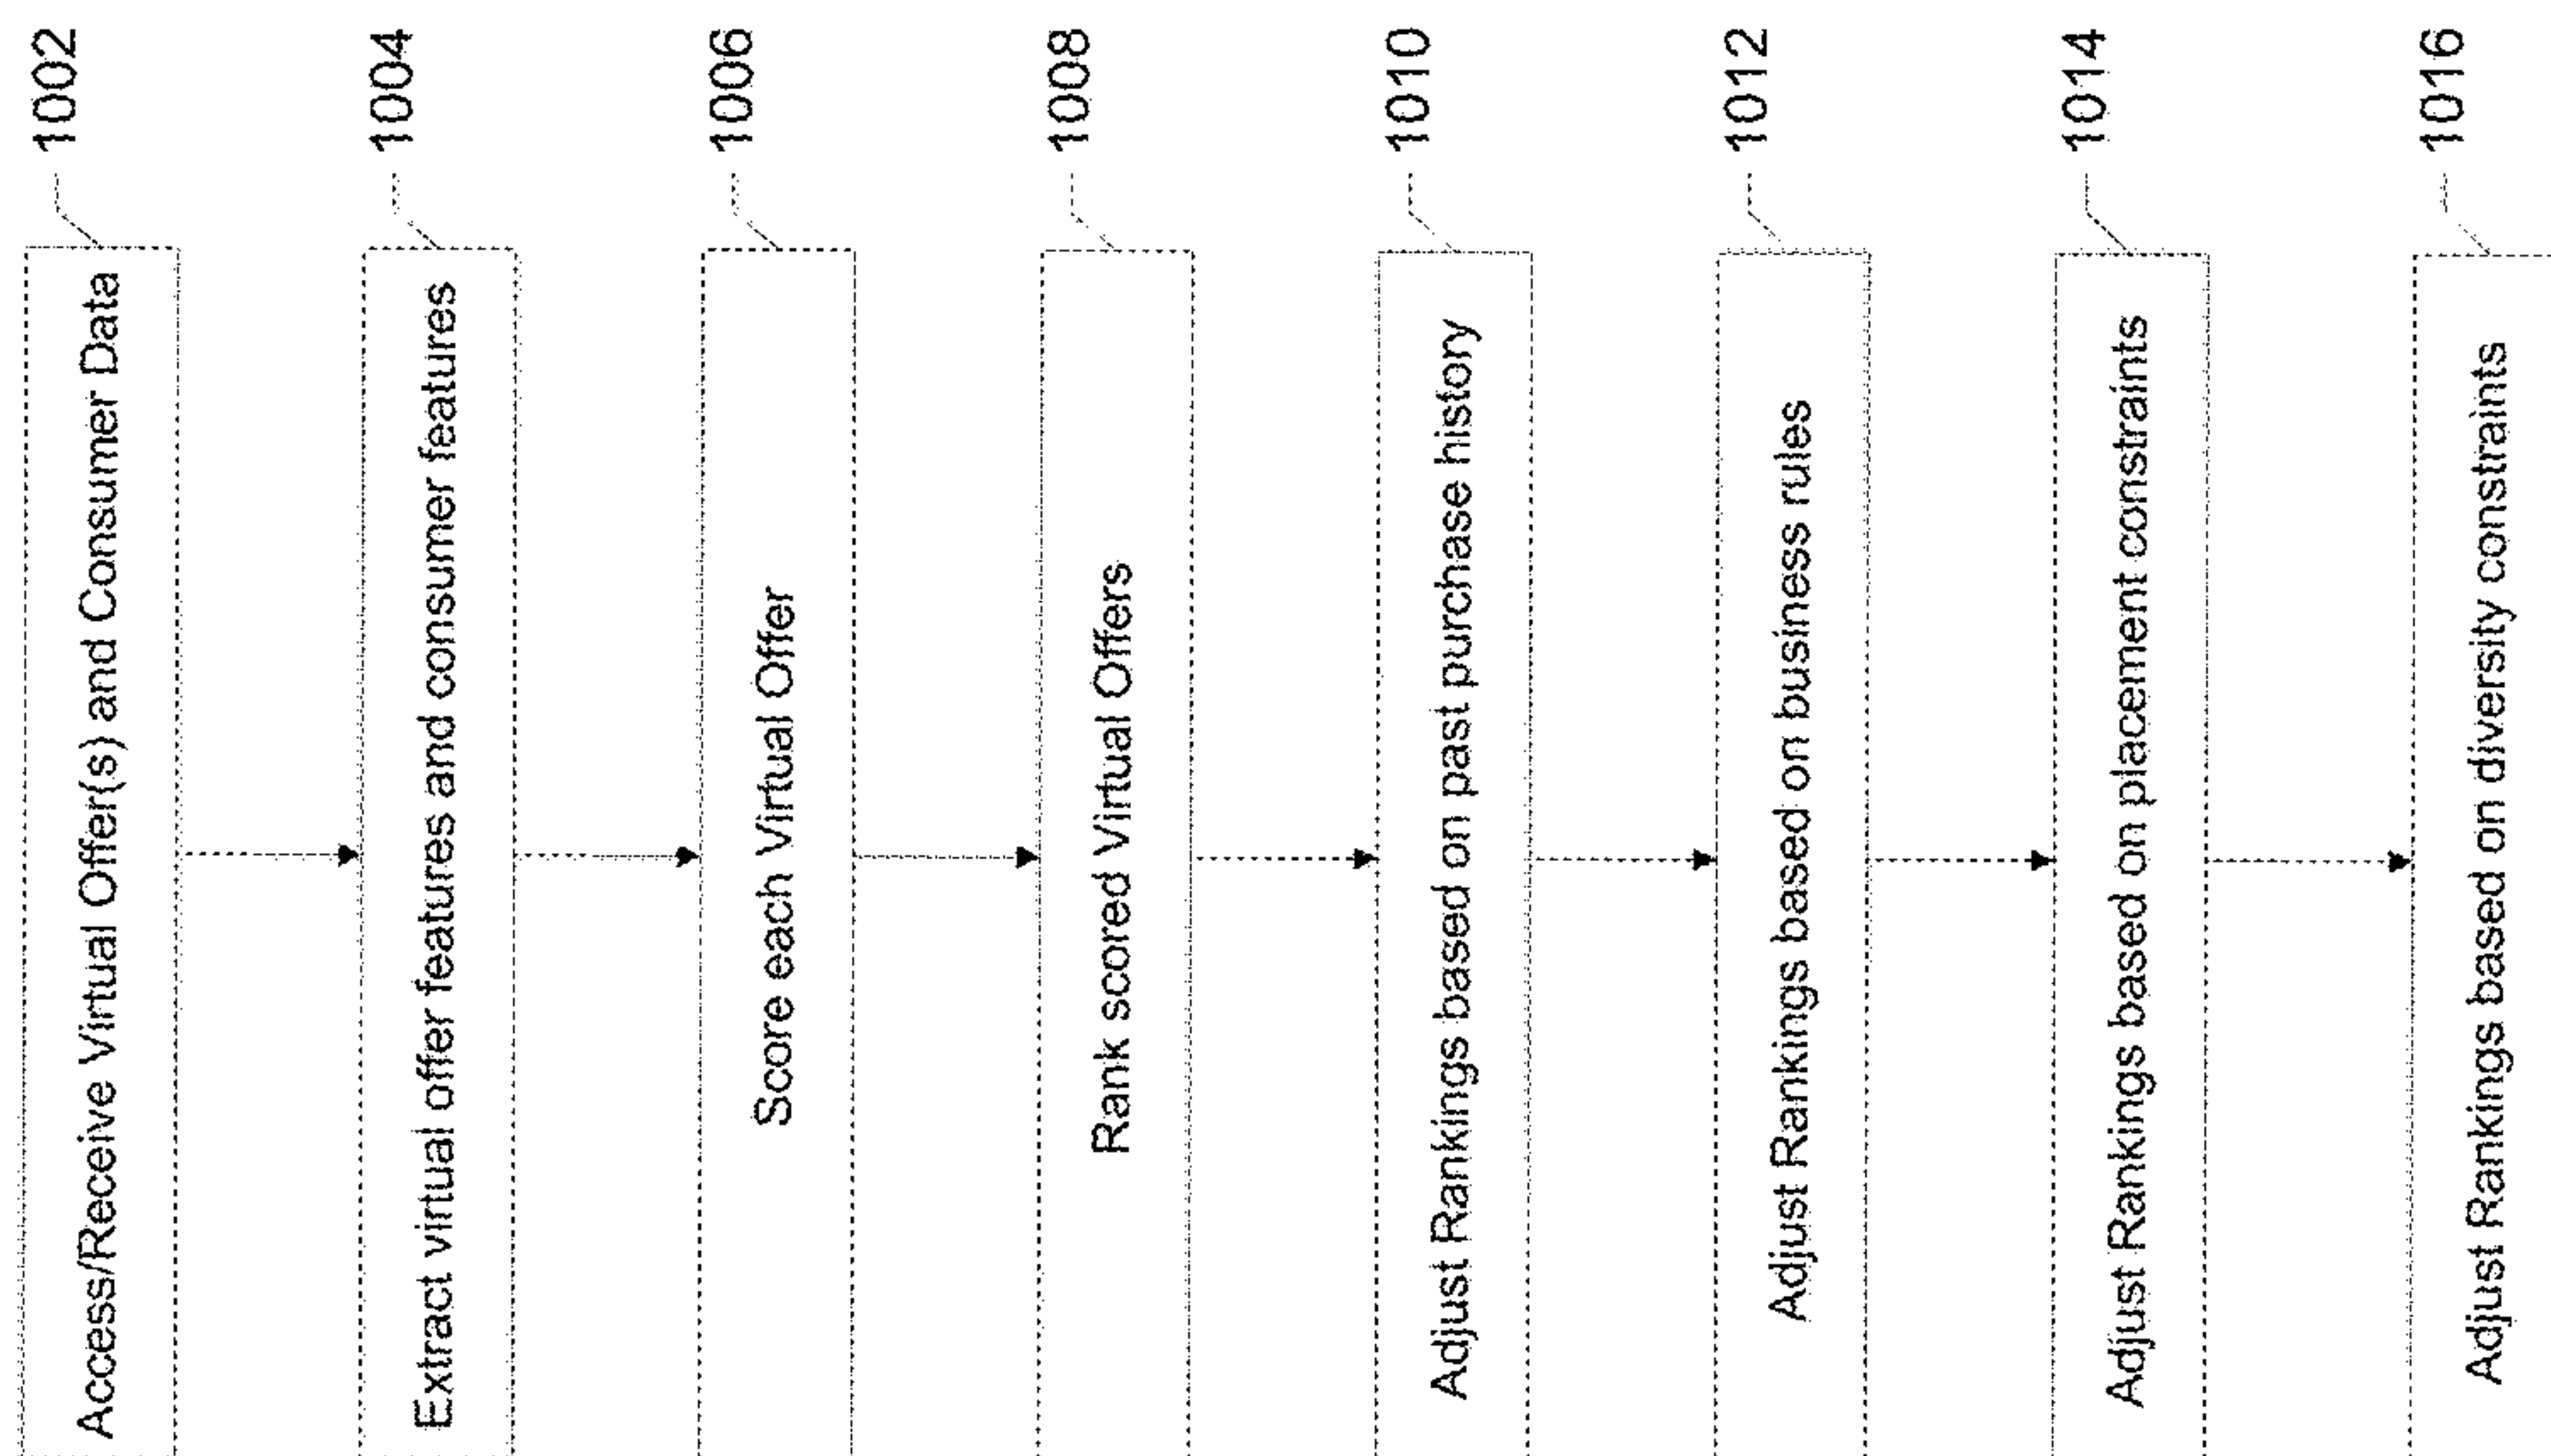 1002
Access/Receive Virtual Offer(s) and Consumer Data
1004
Extract virtual offer features and consumer features
1006
Score each Virtual Offer
1008
Rank scored Virtual Offers
1010
Adjust Rankings based on past purchase history
1012
Adjust Rankings based on business rules
1014
Adjust Rankings based on placement constraints
1016
Adjust Rankings based on diversity constraints